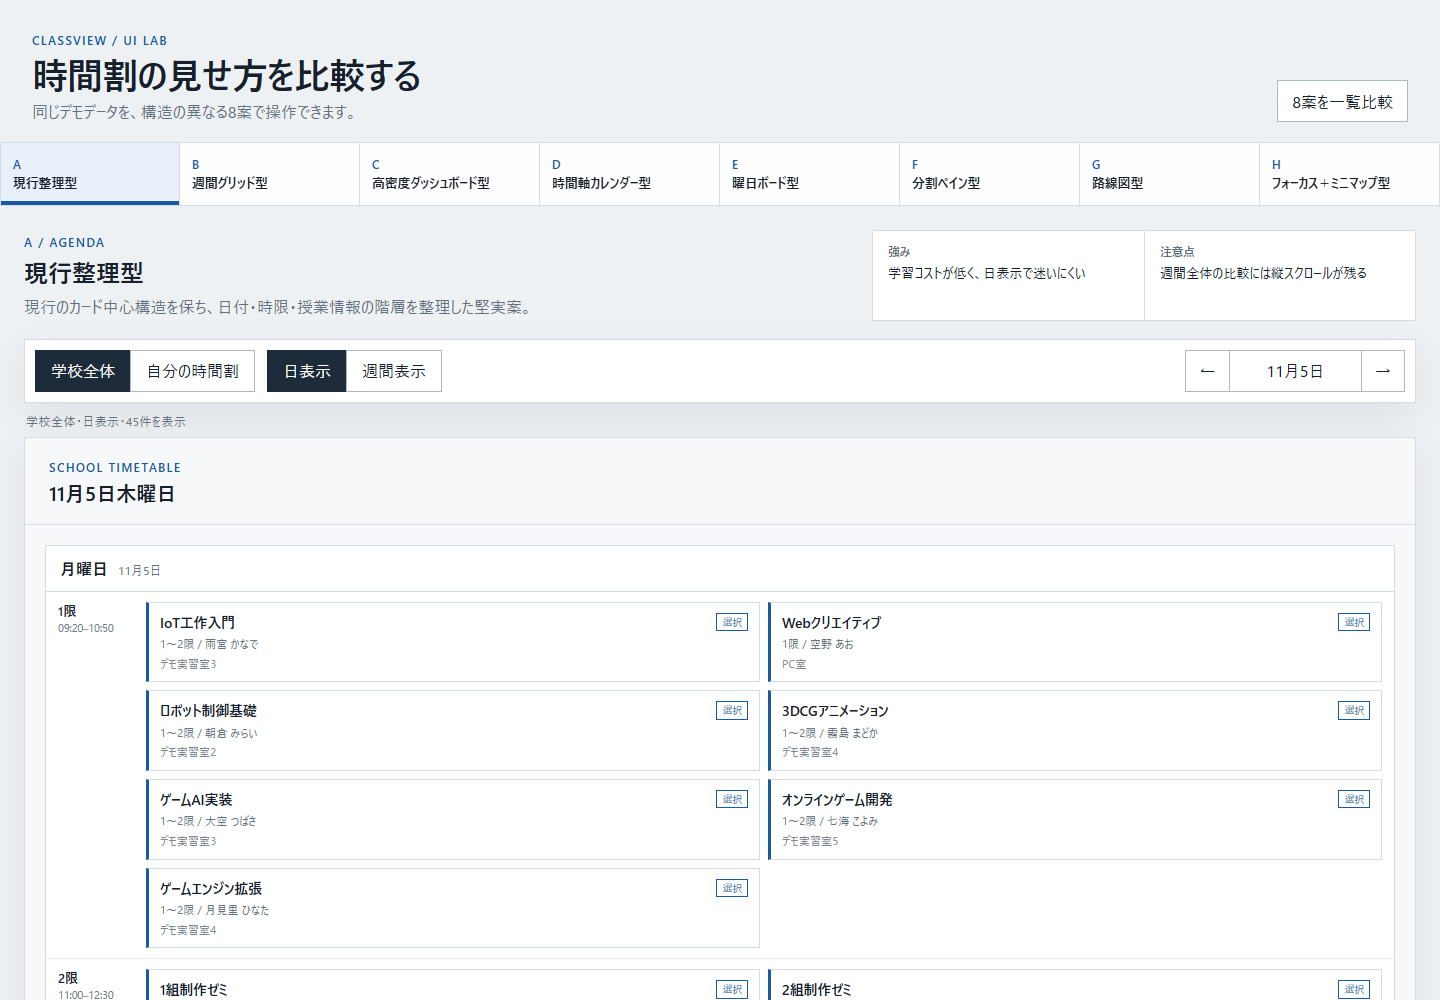 CLASSVIEW / UI LAB
時間割の見せ方を比較する
同じデモデータを、構造の異なる8案で操作できます。
8案を一覧比較
A
現行整理型
B
週間グリッド型
C
高密度ダッシュボード型
D
時間軸カレンダー型
E
曜日ボード型
F
分割ペイン型
G
路線図型
H
フォーカス＋ミニマップ型
A / AGENDA
現行整理型
現行のカード中心構造を保ち、日付・時限・授業情報の階層を整理した堅実案。
強み
学習コストが低く、日表示で迷いにくい
注意点
週間全体の比較には縦スクロールが残る
学校全体
自分の時間割
日表示
週間表示
←
11月5日
→
学校全体・日表示・45件を表示
SCHOOL TIMETABLE
11月5日木曜日
月曜日 11月5日
1限
09:20–10:50
IoT工作入門
選択
1〜2限 / 雨宮 かなで
デモ実習室3
Webクリエイティブ
選択
1限 / 空野 あお
PC室
ロボット制御基礎
選択
1〜2限 / 朝倉 みらい
デモ実習室2
3DCGアニメーション
選択
1〜2限 / 霧島 まどか
デモ実習室4
ゲームAI実装
選択
1〜2限 / 大空 つばさ
デモ実習室3
オンラインゲーム開発
選択
1〜2限 / 七海 こよみ
デモ実習室5
ゲームエンジン拡張
選択
1〜2限 / 月見里 ひなた
デモ実習室4
2限
11:00–12:30
1組制作ゼミ
選択
2組制作ゼミ
選択